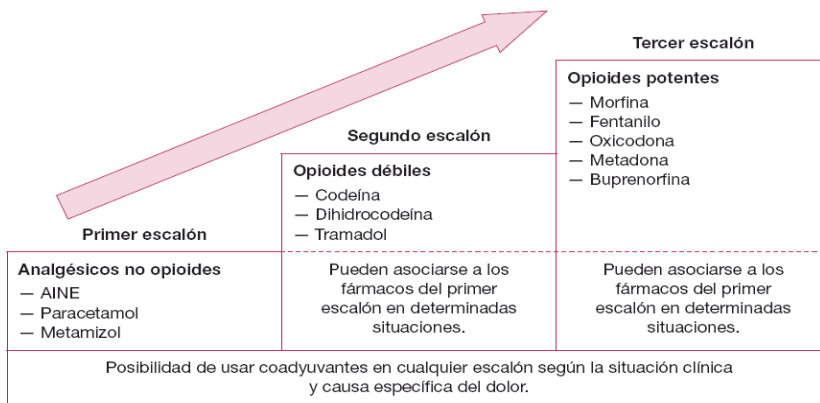 Primer escalón
Analgésicos no opioides
— AINE
— Paracetamol
— Metamizol
Segundo escalón
Opioides débiles
— Codeína
— Dihidrocodeína
— Tramadol
Pueden asociarse a los
fármacos del primer
escalón en determinadas
situaciones.
Tercer escalón
Opioides potentes
— Morfina
— Fentanilo
— Oxicodona
— Metadona
— Buprenorfina
Pueden asociarse a los
fármacos del primer
escalón en determinadas
situaciones.
Posibilidad de usar coadyuvantes en cualquier escalón según la situación clínica
y causa específica del dolor.